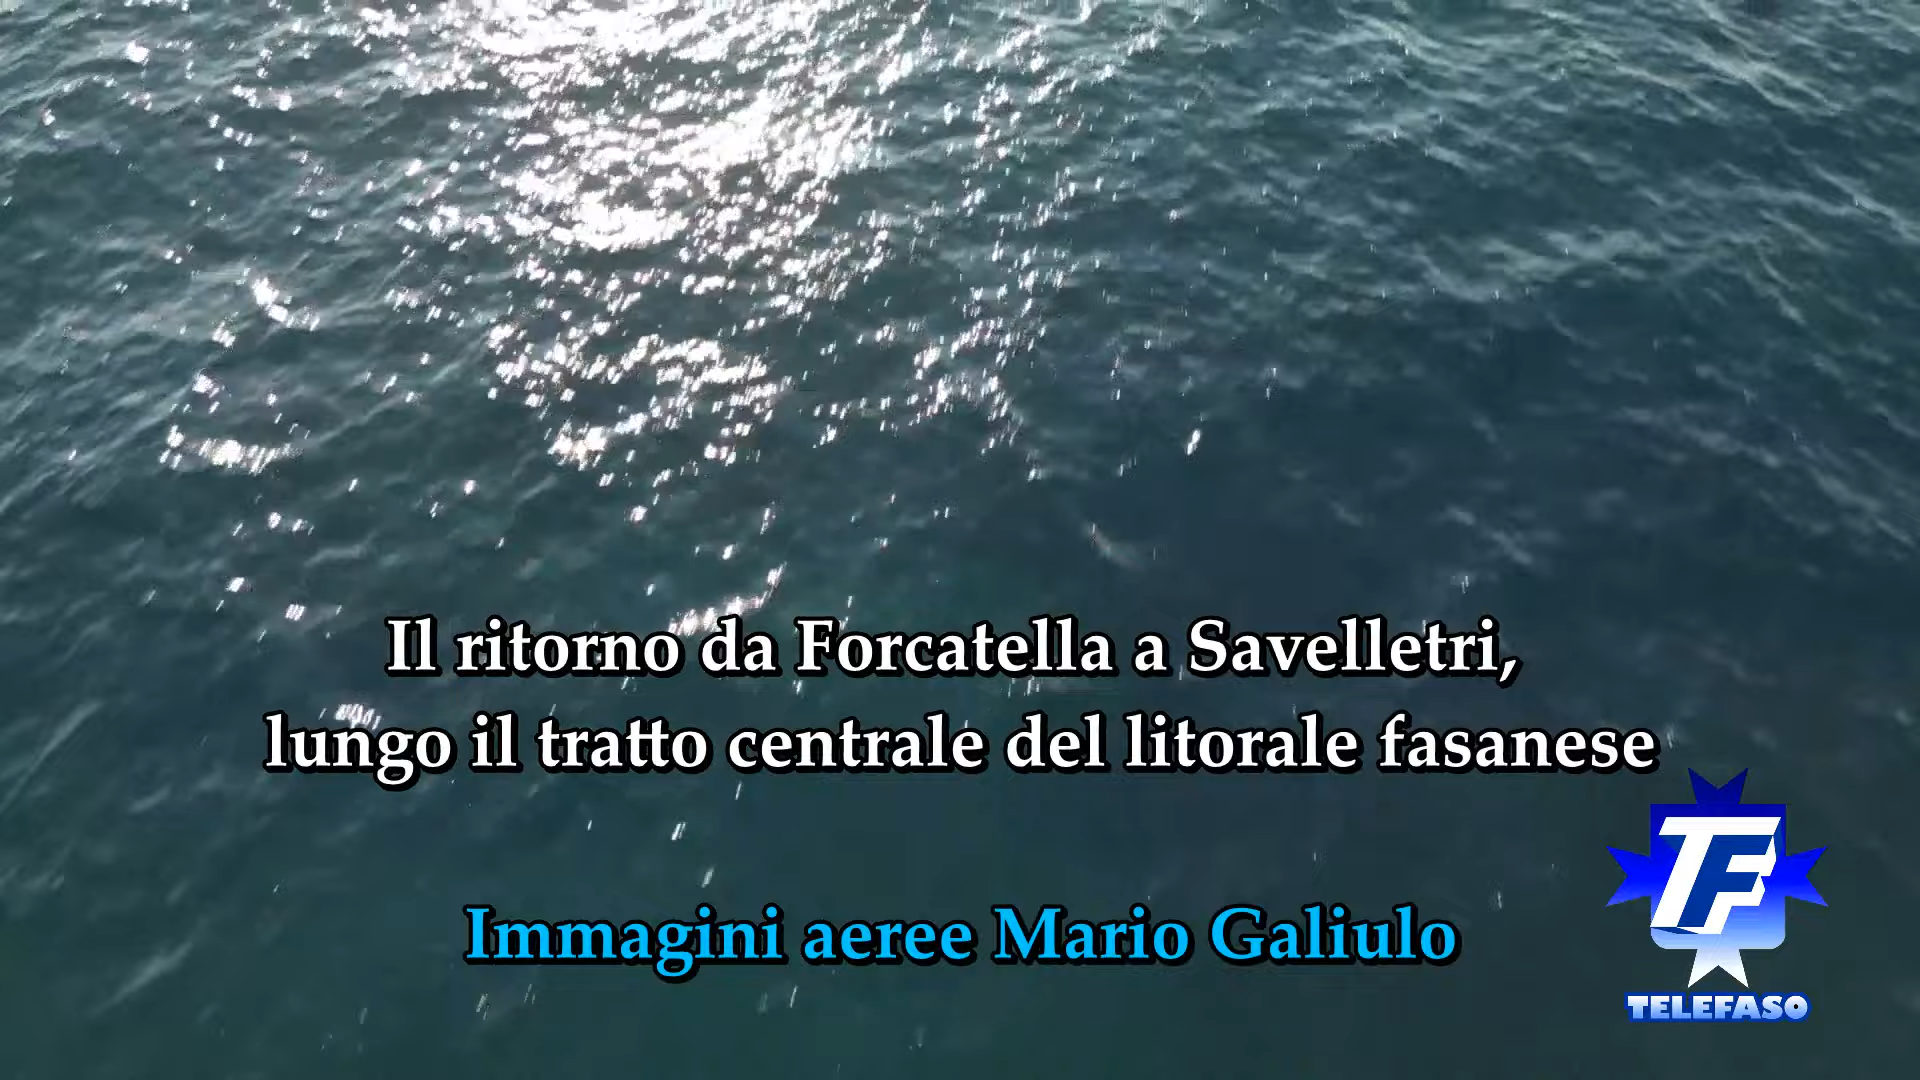 Il ritorno da Forcatella a Savelletri,
lungo il tratto centrale del litorale fasanese
Immagini aeree Mario Galiulo
TF
TELEFASO